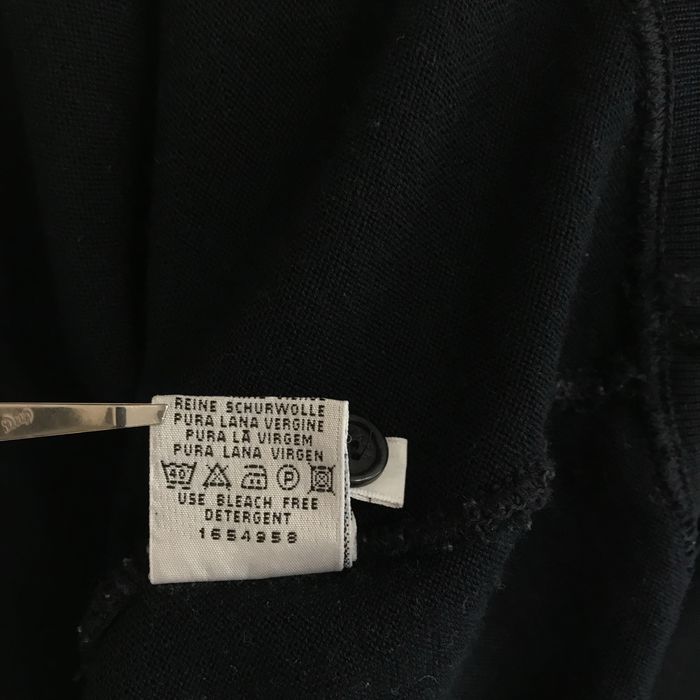 REINE SCHURWOLLE
PURA LANA VERGINE
PURA LÃ VIRGEM
PURA LANA VIRGEN
40 P
USE BLEACH FREE
DETERGENT
1654958